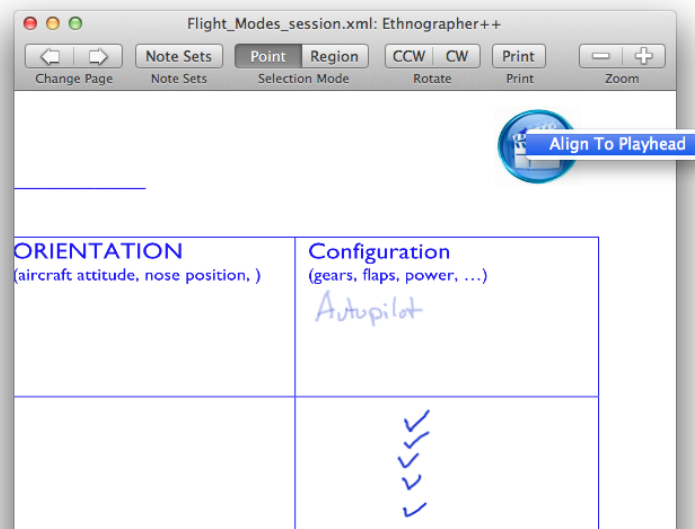 Flight_Modes_session.xml: Ethnographer++
Note Sets Point Region CCW CW Print
Change Page Note Sets Selection Mode Rotate Print Zoom
Align To Playhead
ORIENTATION Configuration
(aircraft attitude, nose position, ) (gears, flaps, power, ...)
Autopilot